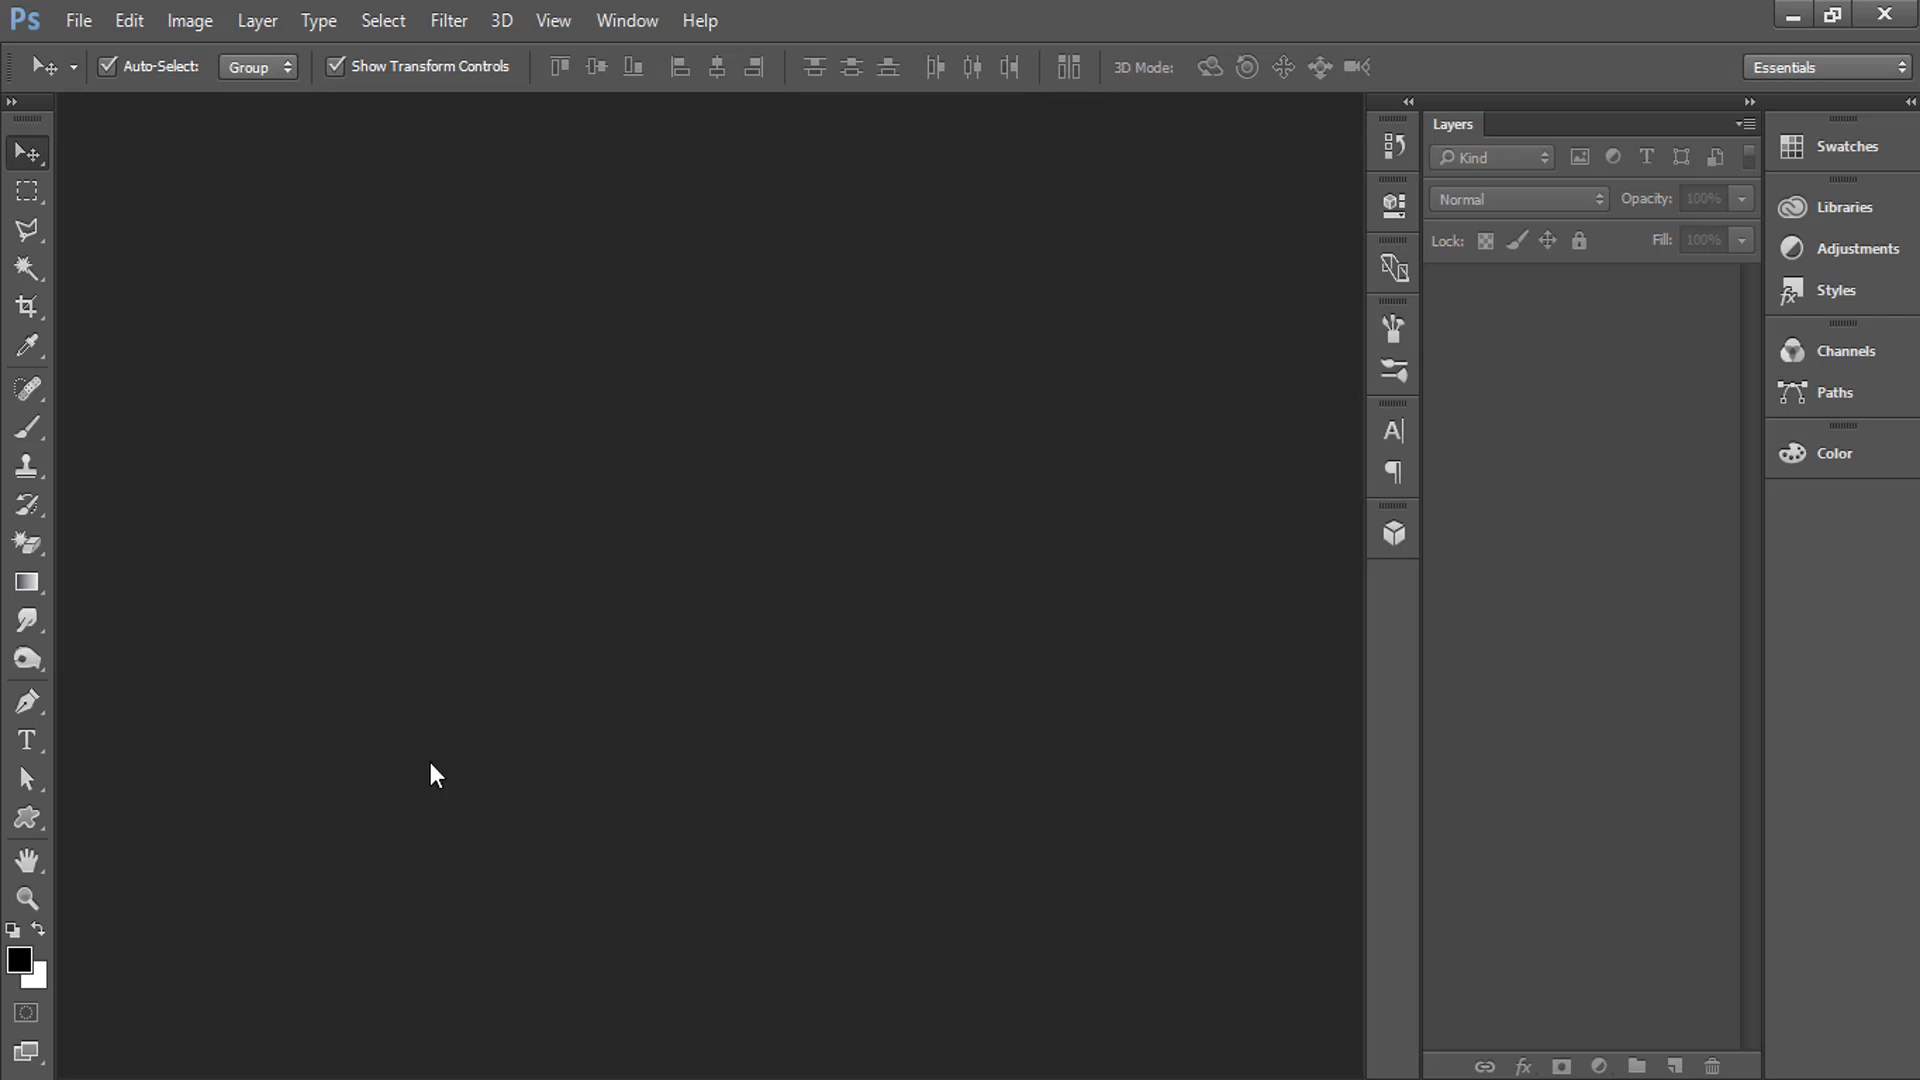 Ps File Edit Image Layer Type Select Filter 3D View Window Help
Auto-Select: Group Show Transform Controls 3D Mode: Essentials
Layers
Kind
Normal Opacity: 100%
Lock: Fill: 100%
Swatches
Libraries
Adjustments
Styles
Channels
Paths
Color